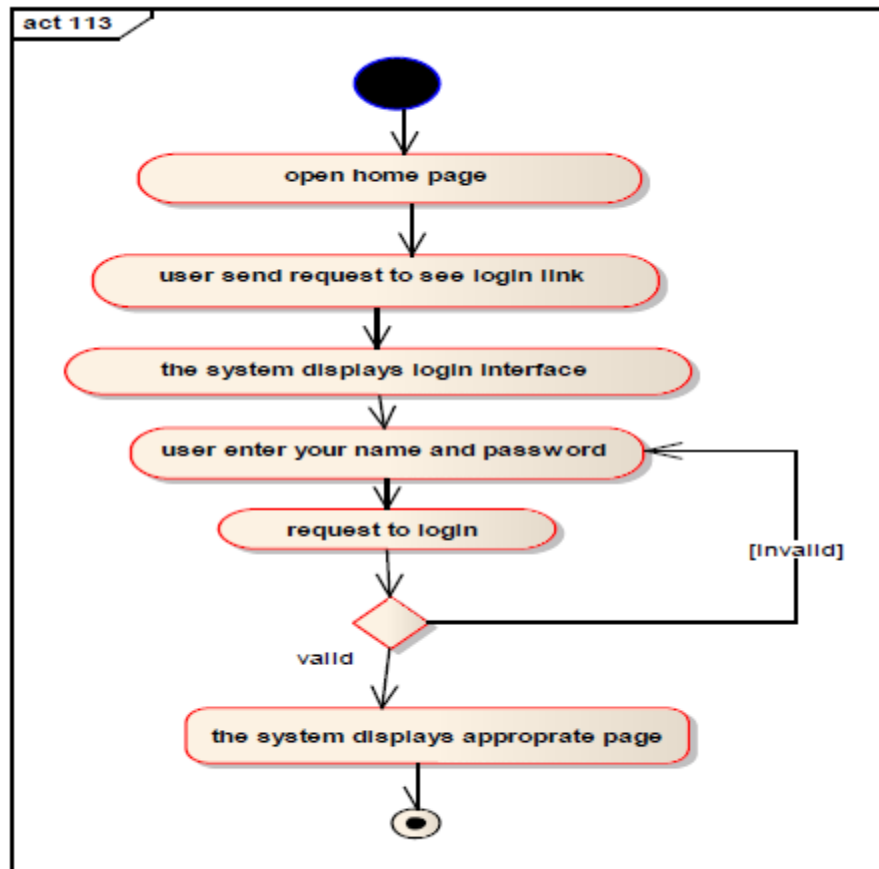 act 113
open home page
user send request to see login link
the system displays login interface
user enter your name and password
request to login
[invalid]
valid
the system displays approprate page